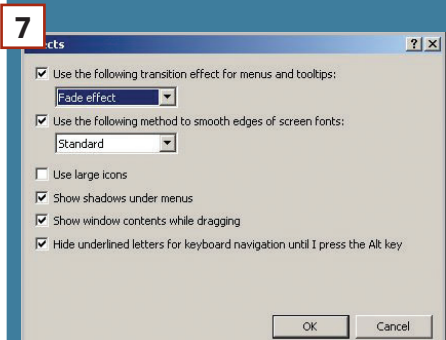 7
ects
Use the following transition effect for menus and tooltips:
Fade effect
Use the following method to smooth edges of screen fonts:
Standard
Use large icons
Show shadows under menus
Show window contents while dragging
Hide underlined letters for keyboard navigation until I press the Alt key
OK Cancel